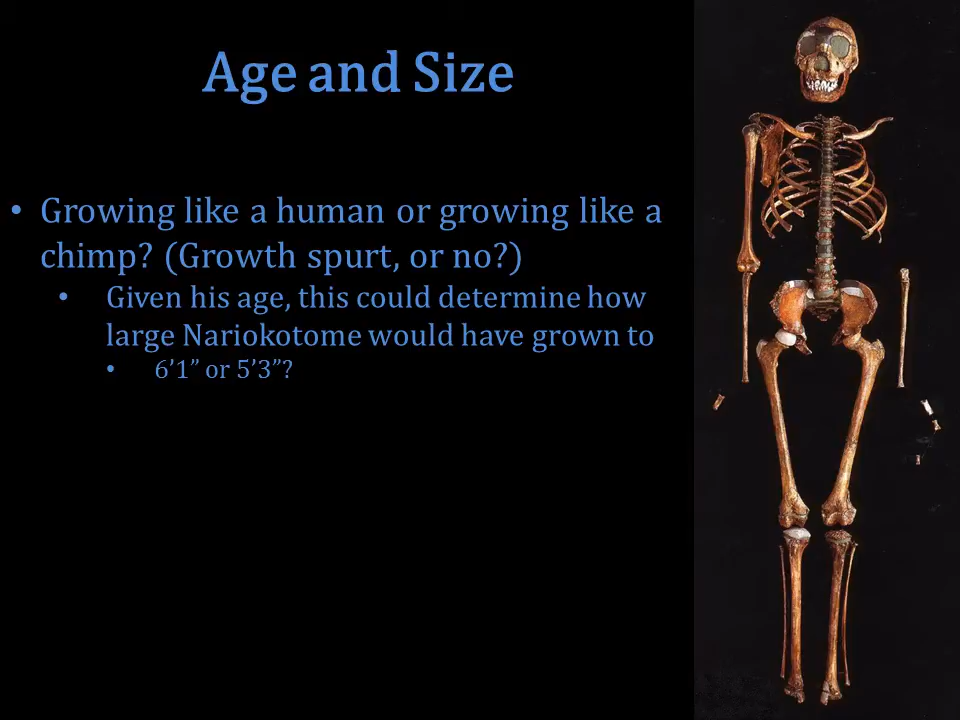 Age and Size
• Growing like a human or growing like a
chimp? (Growth spurt, or no?)
• Given his age, this could determine how
large Nariokotome would have grown to
• 6’1” or 5’3”?